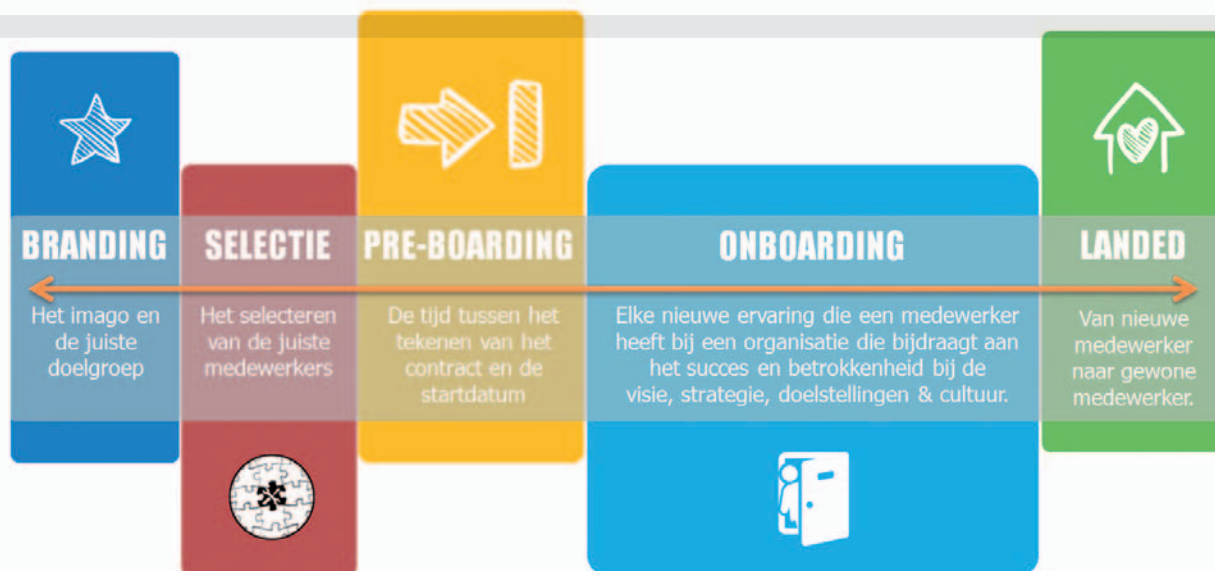 BRANDING
Het imago en
de juiste
doelgroep
SELECTIE
Het selecteren
van de juiste
medewerkers
PRE-BOARDING
De tijd tussen het
tekenen van het
contract en de
startdatum
ONBOARDING
Elke nieuwe ervaring die een medewerker
heeft bij een organisatie die bijdraagt aan
het succes en betrokkenheid bij de
visie, strategie, doelstellingen & cultuur.
LANDED
Van nieuwe
medewerker
naar gewone
medewerker.